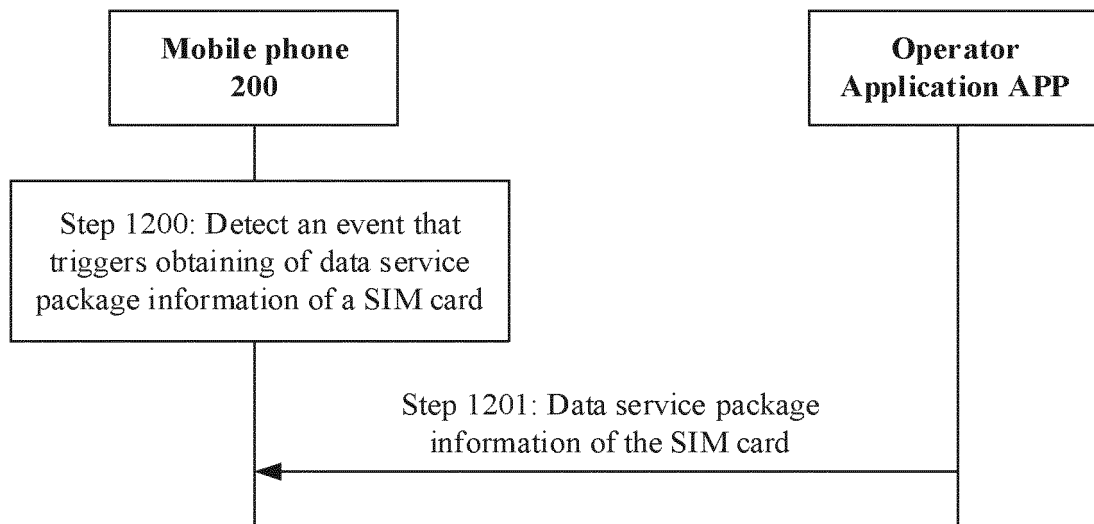 Mobile phone
200
Operator
Application APP
Step 1200: Detect an event that
triggers obtaining of data service
package information of a SIM card
Step 1201: Data service package
information of the SIM card